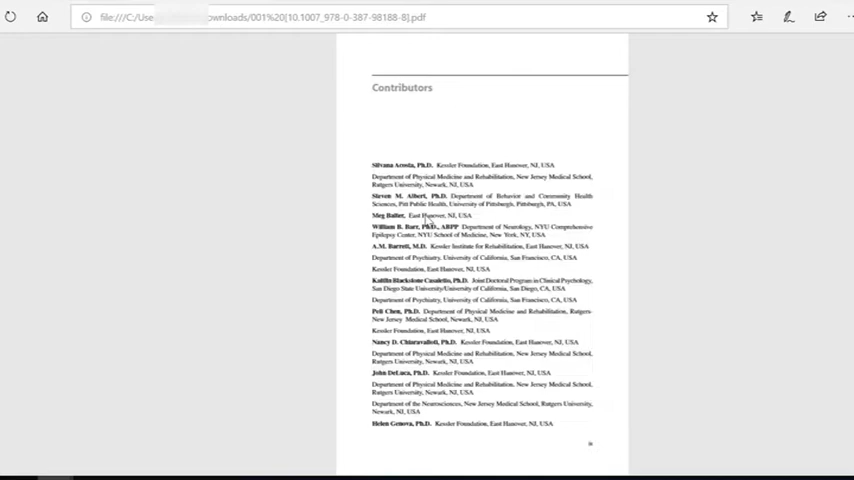 file:///C:/Use ownloads/001%20[10.1007_978-0-387-98188-8].pdf
Contributors
Silvana Acosta, Ph.D. Kessler Foundation, East Hanover, NJ, USA
Department of Physical Medicine and Rehabilitation, New Jersey Medical School,
Rutgers University, Newark, NJ, USA
Steven M. Albert, Ph.D. Department of Behavior and Community Health
Sciences, Pitt Public Health, University of Pittsburgh, Pittsburgh, PA, USA
Meg Balter, East Hanover, NJ, USA
William B. Barr, Ph.D., ABPP Department of Neurology, NYU Comprehensive
Epilepsy Center, NYU School of Medicine, New York, NY, USA
A.M. Barrett, M.D. Kessler Institute for Rehabilitation, East Hanover, NJ, USA
Department of Psychiatry, University of California, San Francisco, CA, USA
Kessler Foundation, East Hanover, NJ, USA
Kaitlin Blackstone Casaletto, Ph.D. Joint Doctoral Program in Clinical Psychology,
San Diego State University/University of California, San Diego, CA, USA
Department of Psychiatry, University of California, San Francisco, CA, USA
Peii Chen, Ph.D. Department of Physical Medicine and Rehabilitation, Rutgers-
New Jersey Medical School, Newark, NJ, USA
Kessler Foundation, East Hanover, NJ, USA
Nancy D. Chiaravalloti, Ph.D. Kessler Foundation, East Hanover, NJ, USA
Department of Physical Medicine and Rehabilitation, New Jersey Medical School,
Rutgers University, Newark, NJ, USA
John DeLuca, Ph.D. Kessler Foundation, East Hanover, NJ, USA
Department of Physical Medicine and Rehabilitation, New Jersey Medical School,
Rutgers University, Newark, NJ, USA
Department of the Neurosciences, New Jersey Medical School, Rutgers University,
Newark, NJ, USA
Helen Genova, Ph.D. Kessler Foundation, East Hanover, NJ, USA